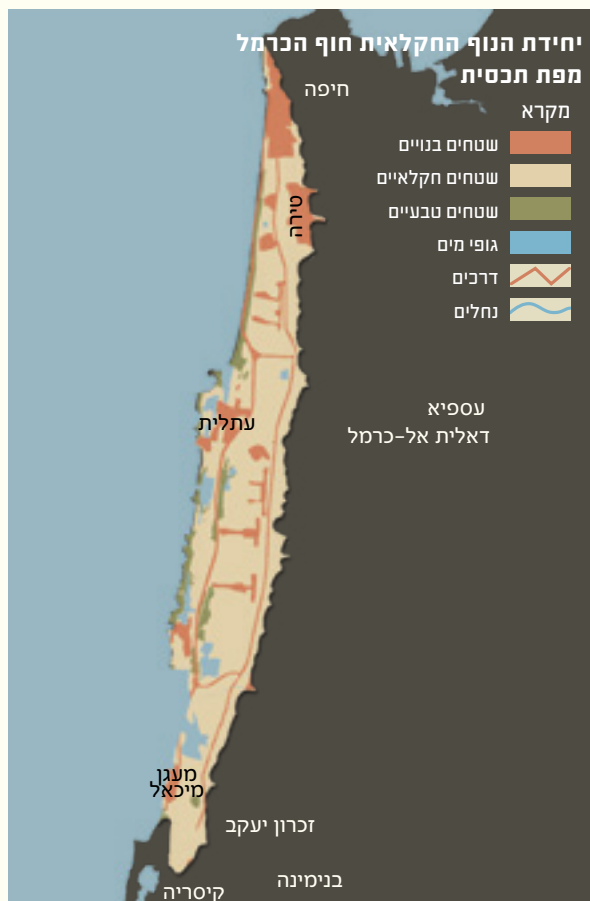 יחידת הנוף החקלאית חוף הכרמל
מפת תכסית
חיפה
מקרא
שטחים בנויים
שטחים חקלאיים
שטחים טבעיים
גופי מים
דרכים
נחלים
טירה
עספיא
דאלית אל-כרמל
עתלית
מעגן
מיכאל
זכרון יעקב
בנימינה
קיסריה